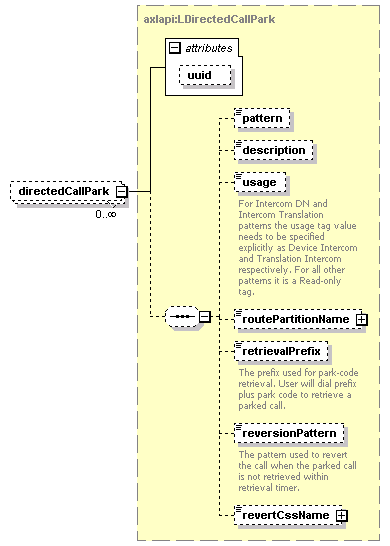 axlapi:LDirectedCallPark
attributes
uuid
pattern
description
usage
For Intercom DN and
Intercom Translation
patterns the usage tag value
needs to be specified
explicitly as Device Intercom
and Translation Intercom
respectively. For all other
patterns it is a Read-only
tag.
directedCallPark
0..∞
routePartitionName
retrievalPrefix
The prefix used for park-code
retrieval. User will dial prefix
plus park code to retrieve a
parked call.
reversionPattern
The pattern used to revert
the call when the parked call
is not retrieved within
retrieval timer.
revertCssName